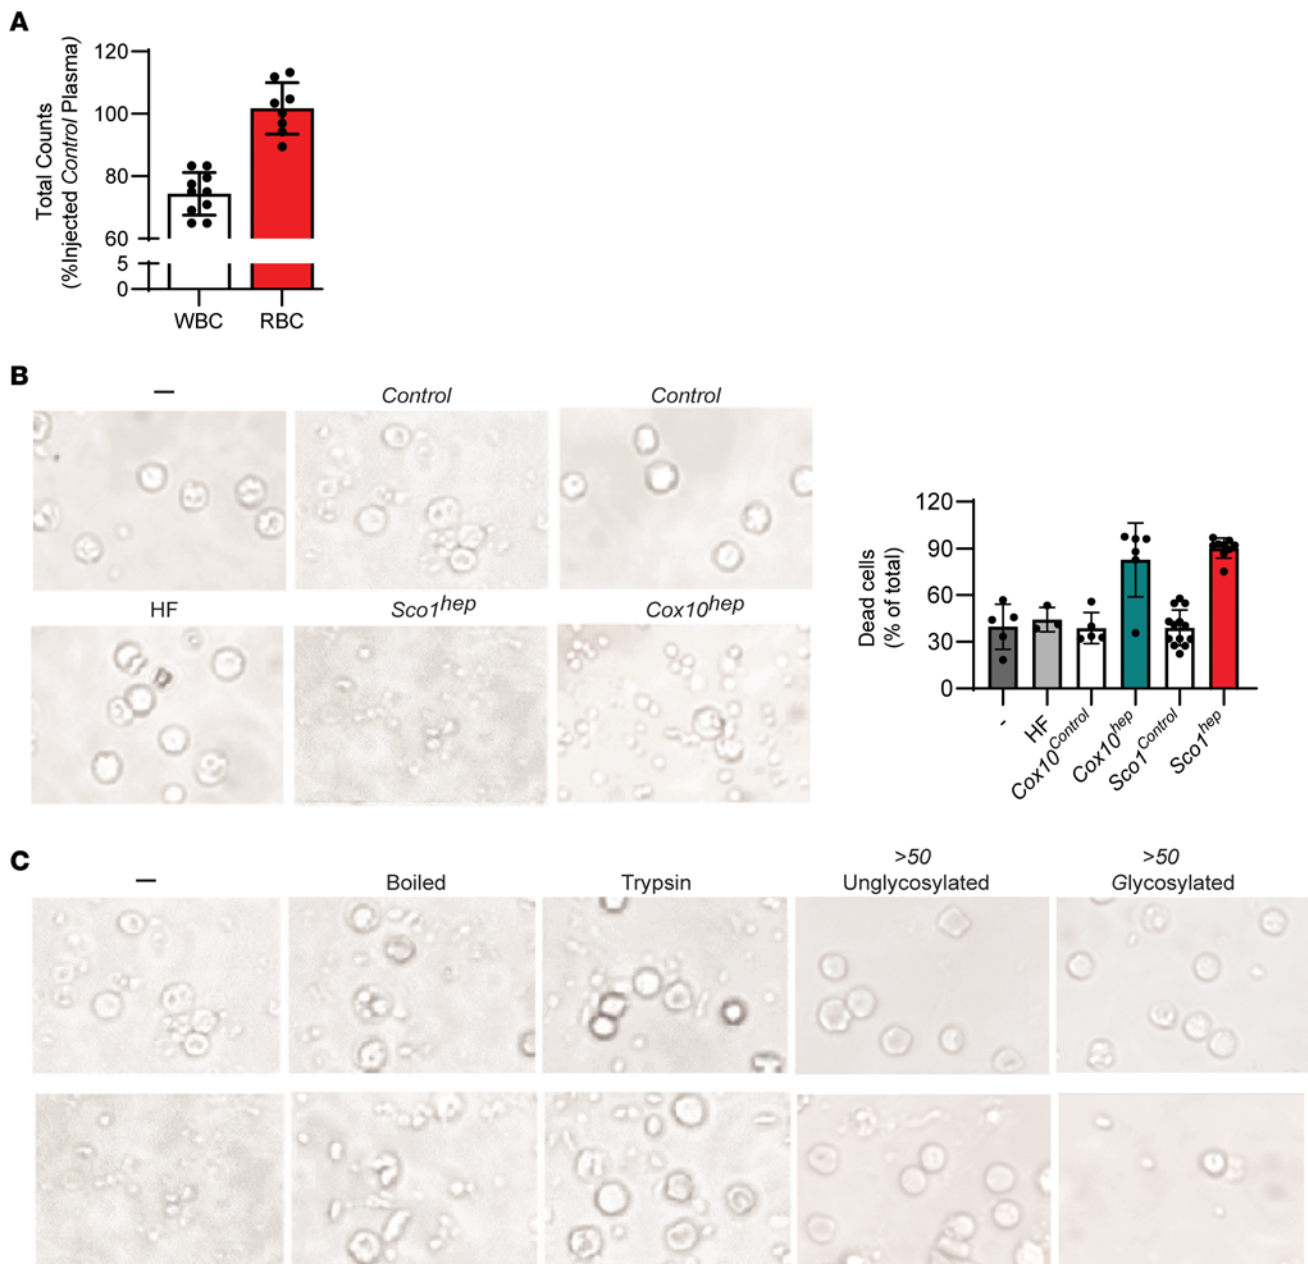 A
Total Counts
(%Injected Control Plasma)
120
100
80
60
5
0
WBC
RBC
B
—
Control
Control
HF
Sco1hep
Cox10hep
Dead cells
(% of total)
120
90
60
30
0
-
HF
Cox10Control
Cox10hep
Sco1Control
Sco1hep
C
—
Boiled
Trypsin
>50
Unglycosylated
>50
Glycosylated